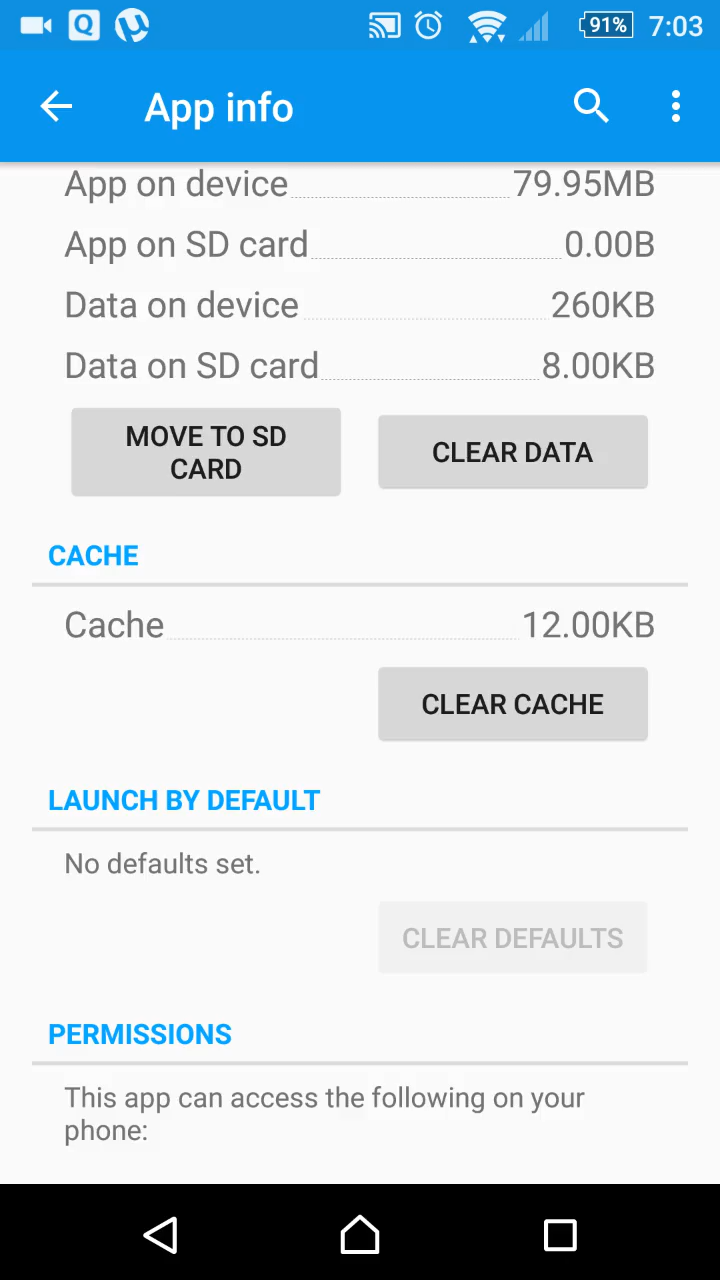 91% 7:03
App info
App on device 79.95MB
App on SD card 0.00B
Data on device 260KB
Data on SD card 8.00KB
MOVE TO SD
CARD
CLEAR DATA
CACHE
Cache 12.00KB
CLEAR CACHE
LAUNCH BY DEFAULT
No defaults set.
CLEAR DEFAULTS
PERMISSIONS
This app can access the following on your
phone: